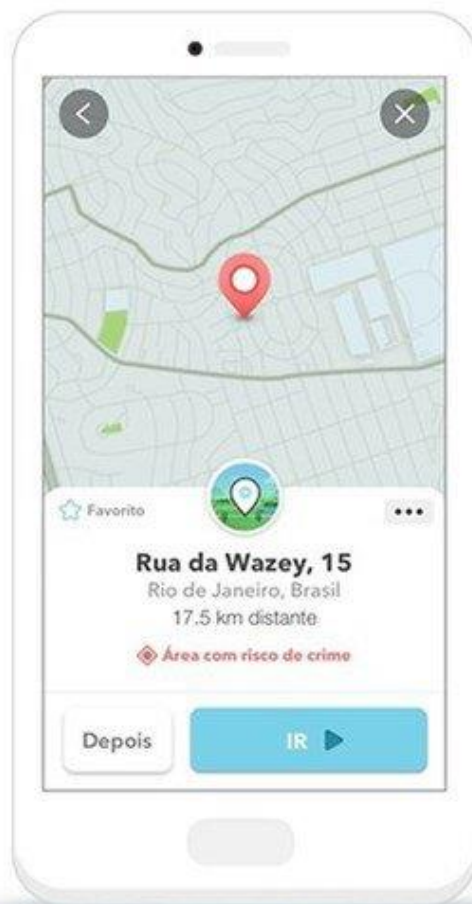 Favorito
Rua da Wazey, 15
Rio de Janeiro, Brasil
17.5 km distante
Área com risco de crime
Depois
IR